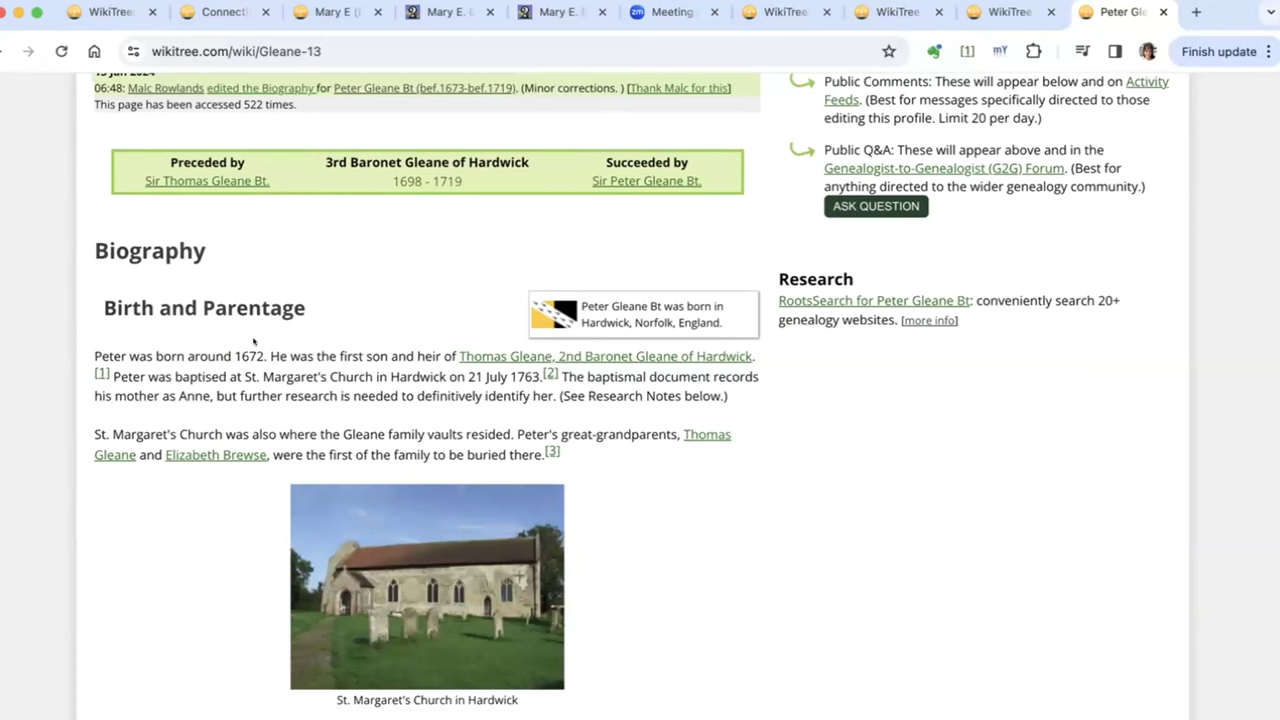 WikiTree
Connecti
Mary E (
Mary E.
Mary E.
Meeting
WikiTree
WikiTree
WikiTree
Peter Gle
wikitree.com/wiki/Gleane-13
mY
Finish update
06:48: Malc Rowlands edited the Biography for Peter Gleane Bt (bef.1673-bef.1719). (Minor corrections. ) [Thank Malc for this]
This page has been accessed 522 times.
Preceded by
Sir Thomas Gleane Bt.
3rd Baronet Gleane of Hardwick
1698 - 1719
Succeeded by
Sir Peter Gleane Bt.
Biography
Birth and Parentage
Peter Gleane Bt was born in
Hardwick, Norfolk, England.
Peter was born around 1672. He was the first son and heir of Thomas Gleane, 2nd Baronet Gleane of Hardwick.
[1] Peter was baptised at St. Margaret's Church in Hardwick on 21 July 1763.[2] The baptismal document records
his mother as Anne, but further research is needed to definitively identify her. (See Research Notes below.)
St. Margaret's Church was also where the Gleane family vaults resided. Peter's great-grandparents, Thomas
Gleane and Elizabeth Brewse, were the first of the family to be buried there.[3]
St. Margaret's Church in Hardwick
Public Comments: These will appear below and on Activity
Feeds. (Best for messages specifically directed to those
editing this profile. Limit 20 per day.)
Public Q&A: These will appear above and in the
Genealogist-to-Genealogist (G2G) Forum. (Best for
anything directed to the wider genealogy community.)
ASK QUESTION
Research
RootsSearch for Peter Gleane Bt: conveniently search 20+
genealogy websites. [more info]